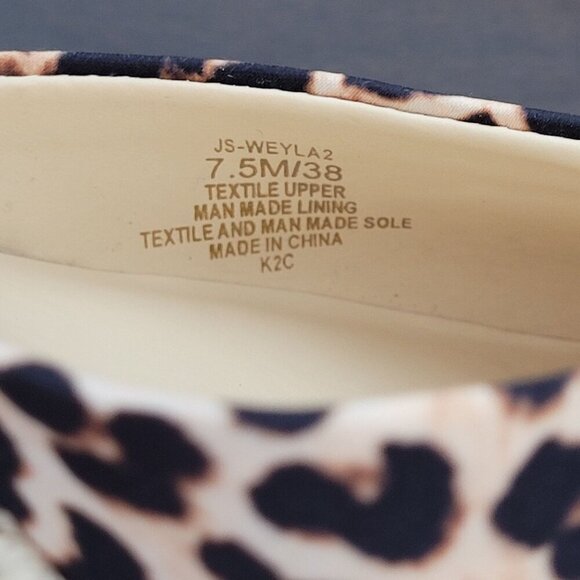 JS-WEYLA2
7.5M/38
TEXTILE UPPER
MAN MADE LINING
TEXTILE AND MAN MADE SOLE
MADE IN CHINA
K2C